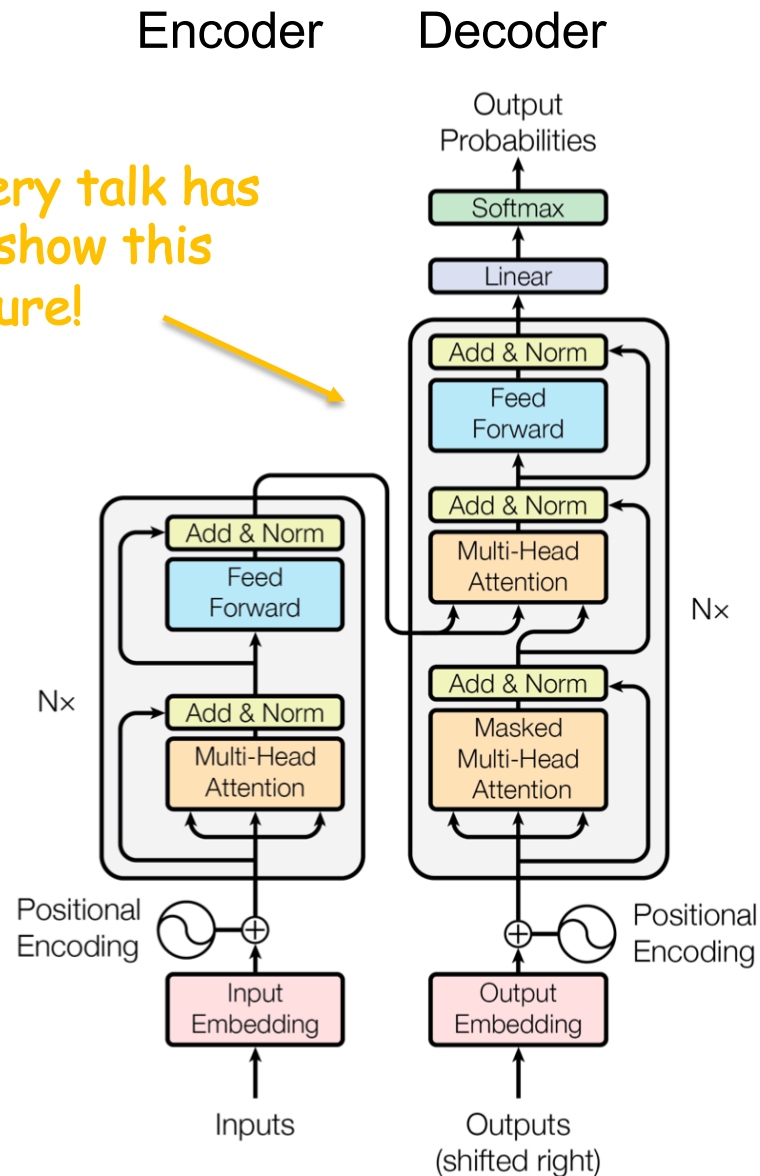 Encoder
Decoder
ery talk has
show this
ure!
Output
Probabilities
Softmax
Linear
Add & Norm
Feed
Forward
Add & Norm
Multi-Head
Attention
Nx
Add & Norm
Masked
Multi-Head
Attention
Add & Norm
Feed
Forward
Nx
Add & Norm
Multi-Head
Attention
Positional
Encoding
Positional
Encoding
Input
Embedding
Output
Embedding
Inputs
Outputs
(shifted right)